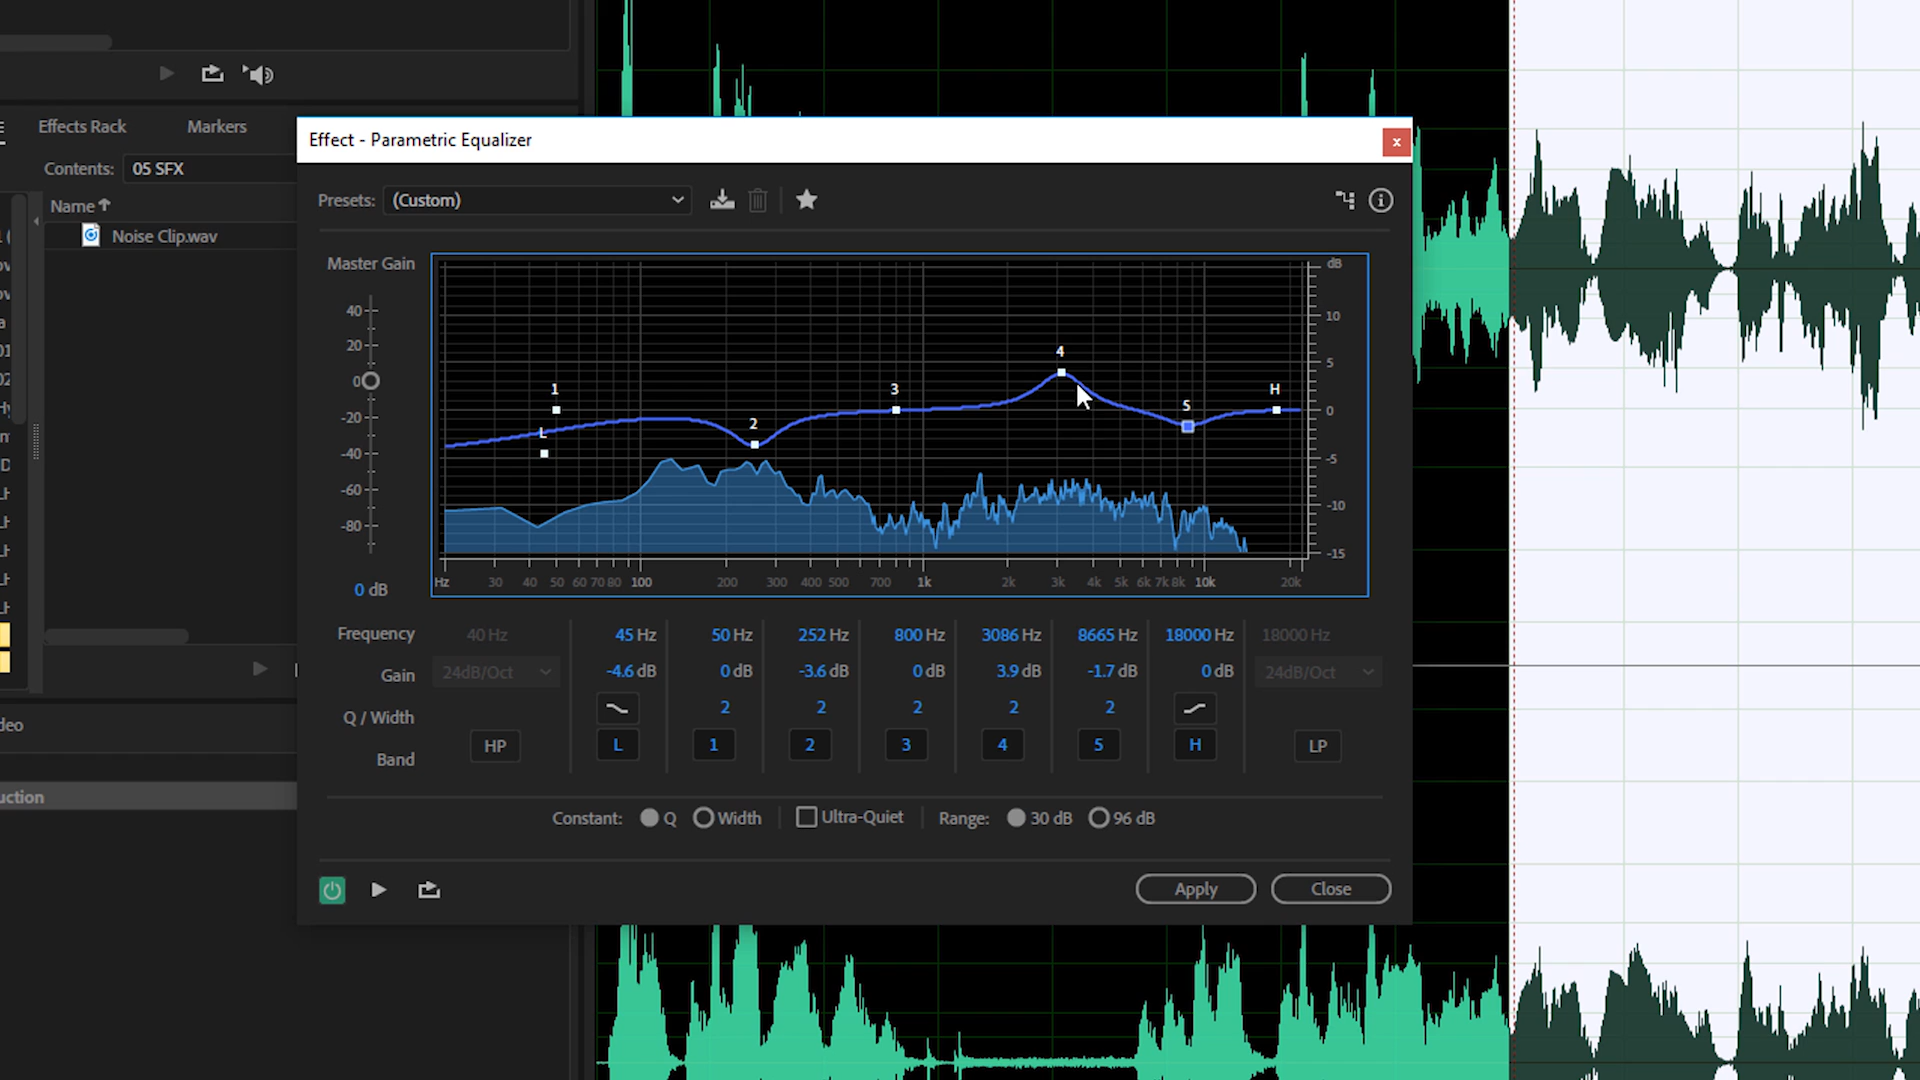 Effects Rack Markers
Contents: 05 SFX
Name
Noise Clip.wav
deo
uction
Effect - Parametric Equalizer
x
Presets: (Custom)
Master Gain
40
20
0
-20
-40
-60
-80
0 dB
dB
10
5
0
-5
-10
-15
1 2 3 4 5 H
L
Hz 30 40 50 60 70 80 100 200 300 400 500 700 1k 2k 3k 4k 5k 6k 7k 8k 10k 20k
Frequency 40 Hz 45 Hz 50 Hz 252 Hz 800 Hz 3086 Hz 8665 Hz 18000 Hz 18000 Hz
Gain 24dB/Oct -4.6 dB 0 dB -3.6 dB 0 dB 3.9 dB -1.7 dB 0 dB 24dB/Oct
Q / Width 2 2 2 2 2
Band HP L 1 2 3 4 5 H LP
Constant: Q Width Ultra-Quiet Range: 30 dB 96 dB
Apply Close